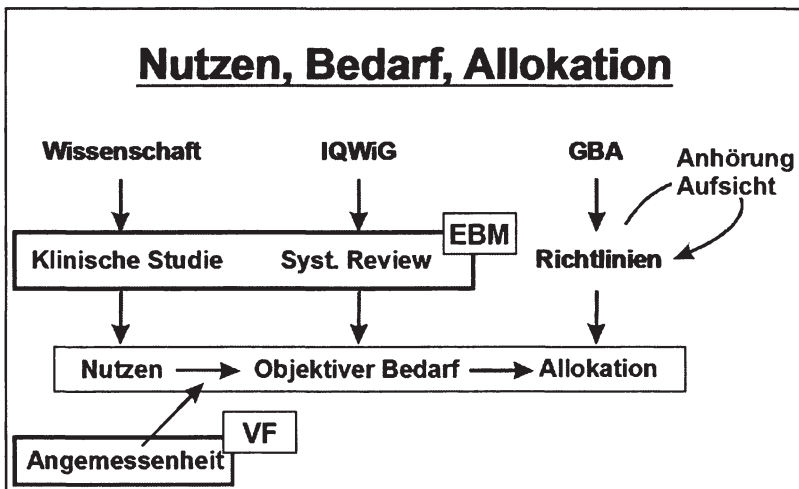 Nutzen, Bedarf, Allokation
Wissenschaft IQWiG GBA Anhörung
Aufsicht
EBM
Klinische Studie Syst. Review Richtlinien
Nutzen Objektiver Bedarf Allokation
VF
Angemessenheit